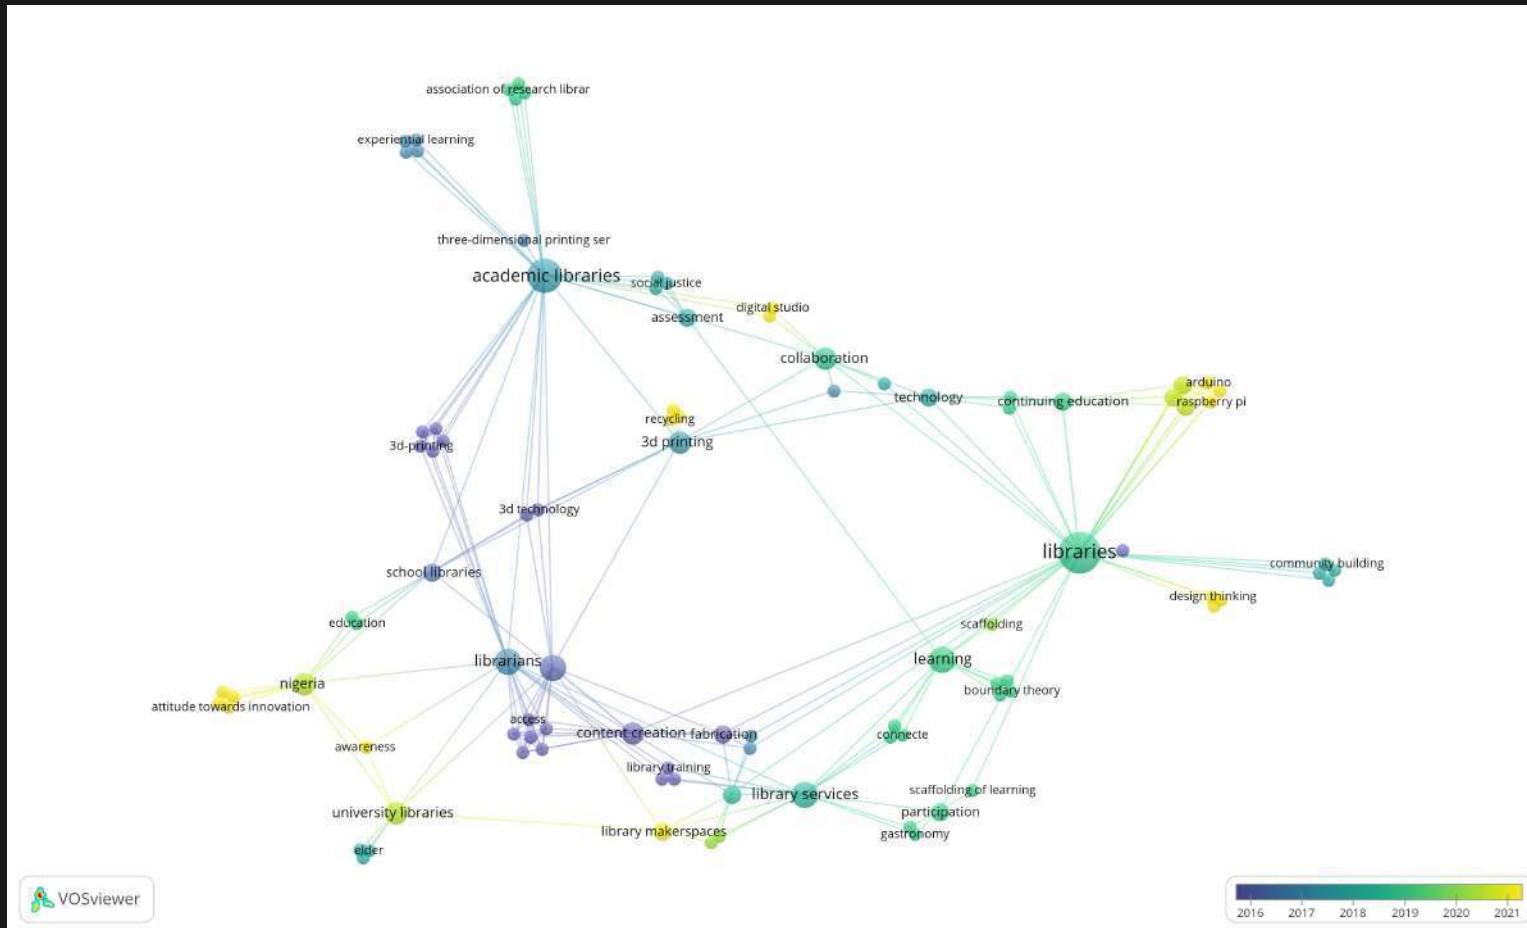 association of research librar
experiential learning
three-dimensional printing ser
academic libraries
social justice
digital studio
assessment
collaboration
arduino
technology
continuing education
raspberry pi
recycling
3d printing
3d-printing
3d technology
libraries
community building
school libraries
design thinking
education
scaffolding
librarians
learning
nigeria
boundary theory
attitude towards innovation
access
content creation
fabrication
connecte
awareness
library training
scaffolding of learning
library services
university libraries
participation
library makerspaces
gastronomy
elder
VOSviewer
2016 2017 2018 2019 2020 2021